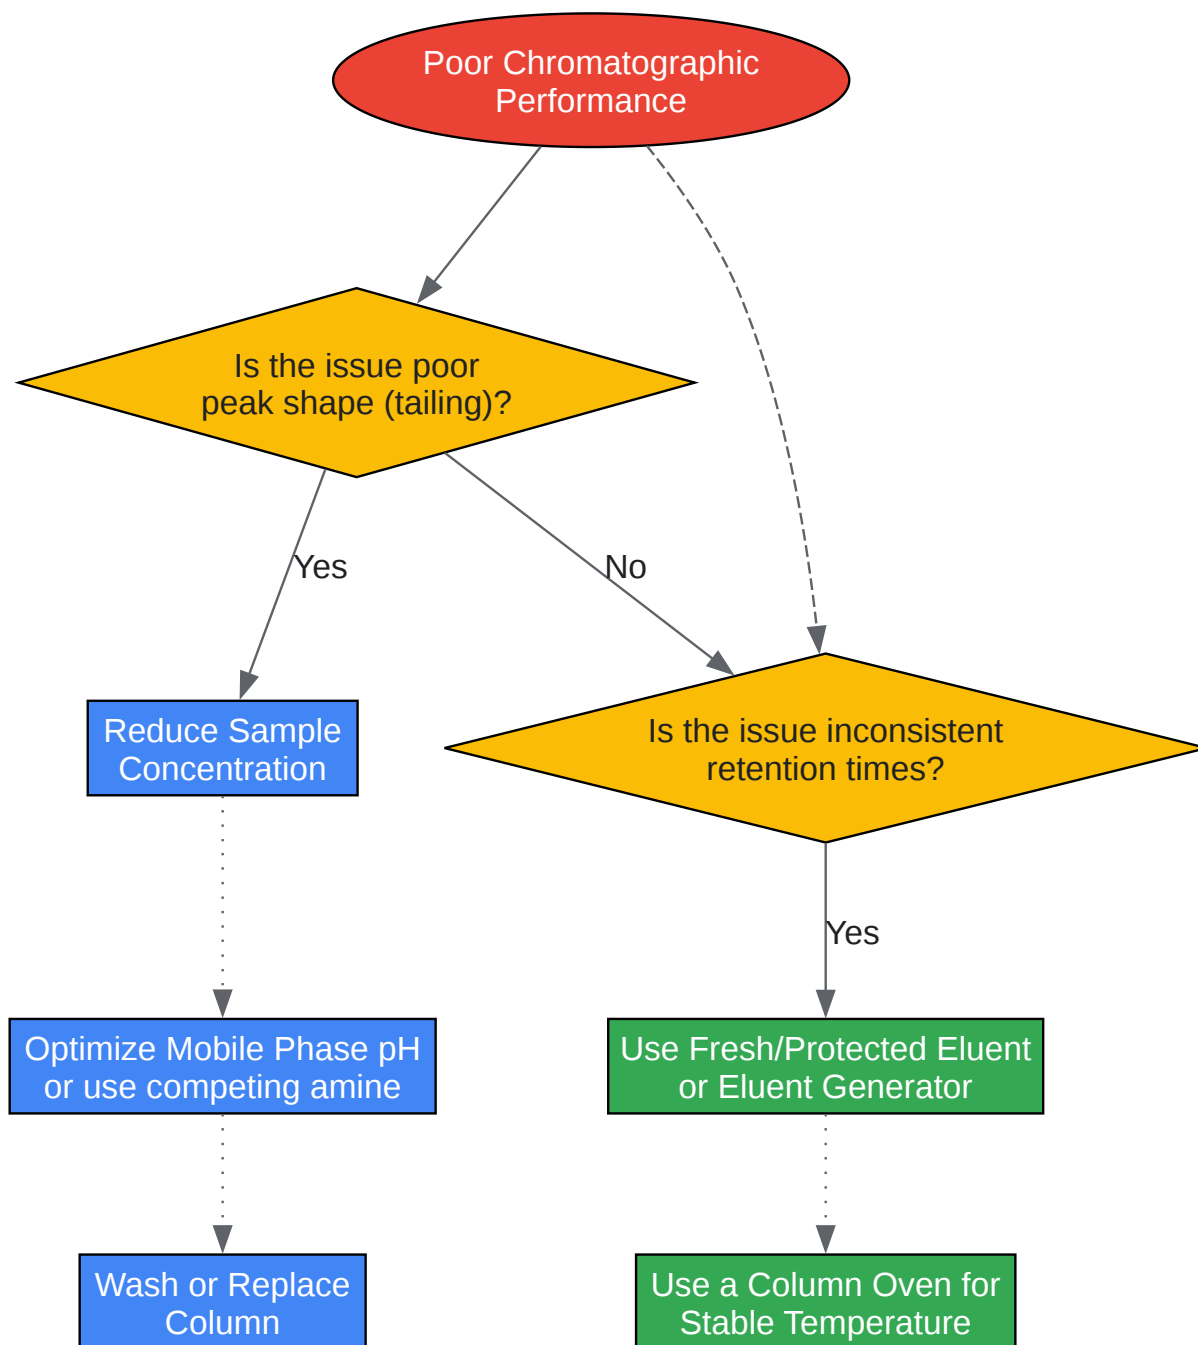 Poor Chromatographic
Performance
Is the issue poor
peak shape (tailing)?
Yes
No
Reduce Sample
Concentration
Is the issue inconsistent
retention times?
Yes
Optimize Mobile Phase pH
or use competing amine
Use Fresh/Protected Eluent
or Eluent Generator
Wash or Replace
Column
Use a Column Oven for
Stable Temperature